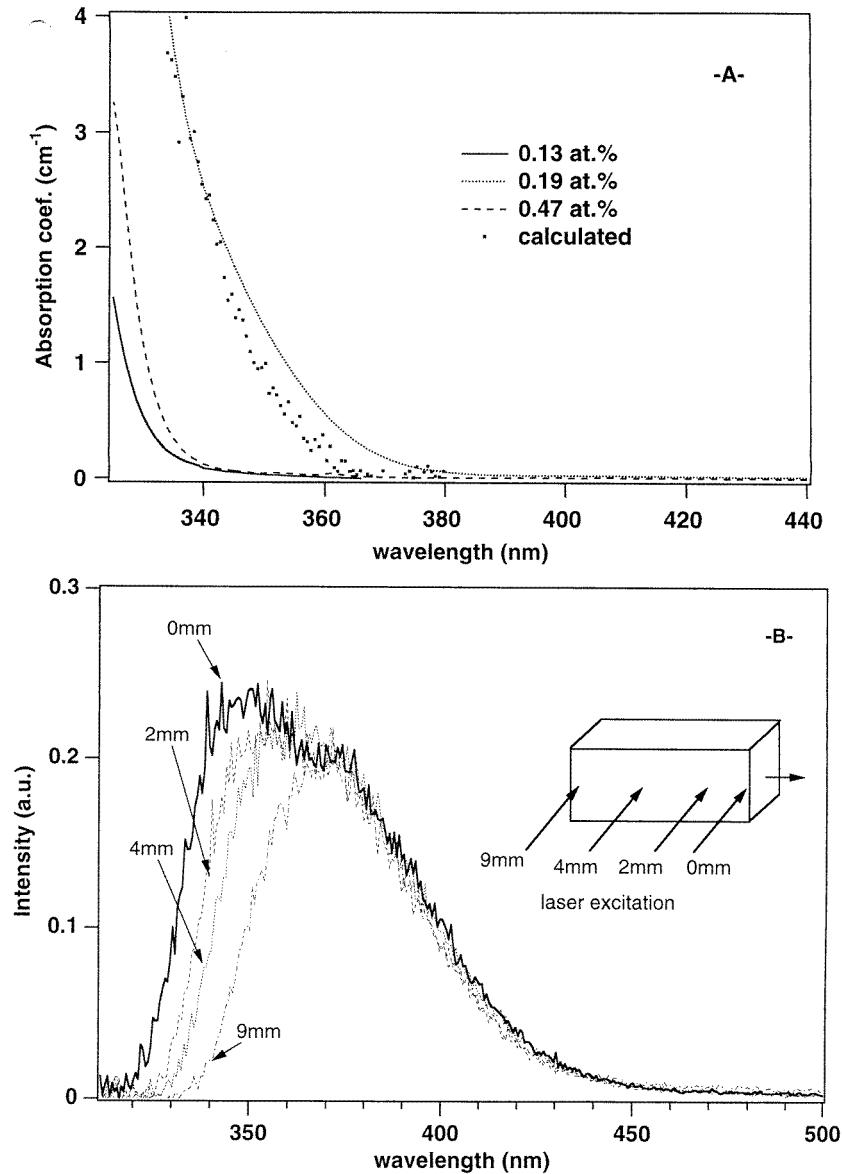 4
-A-
3
0.13 at.%
0.19 at.%
0.47 at.%
calculated
2
1
0
Absorption coef. (cm⁻¹)
340 360 380 400 420 440
wavelength (nm)
0.3
-B-
0mm
0.2
2mm
4mm
9mm 4mm 2mm 0mm
laser excitation
0.1
9mm
0
Intensity (a.u.)
350 400 450 500
wavelength (nm)